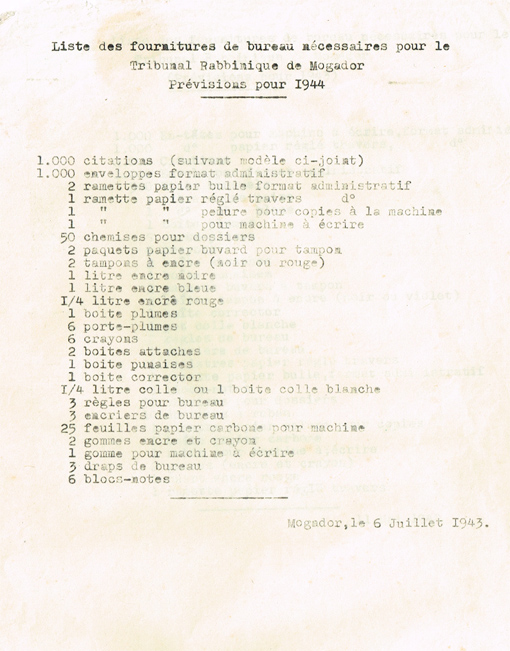 Liste des fournitures de bureau nécessaires pour le
Tribunal Rabbinique de Mogador
Prévisions pour 1944
1.000 citations (suivant modèle ci-joint)
1.000 enveloppes format administratif
2 ramettes papier bulle format administratif
1 ramette papier réglé travers d°
1 " " pelure pour copies à la machine
1 " " pour machine à écrire
50 chemises pour dossiers
2 paquets papier buvard pour tampon
2 tampons à encre (noir ou rouge)
1 litre encre noire
1 litre encre bleue
1/4 litre encrê rouge
1 boite plumes
6 porte-plumes
6 crayons
2 boites attaches
1 boite punaises
1 boite corrector
1/4 litre colle ou 1 boite colle blanche
3 règles pour bureau
3 encriers de bureau
25 feuilles papier carbone pour machine
2 gommes encre et crayon
1 gomme pour machine à écrire
3 draps de bureau
6 blocs-notes
Mogador, le 6 Juillet 1943.